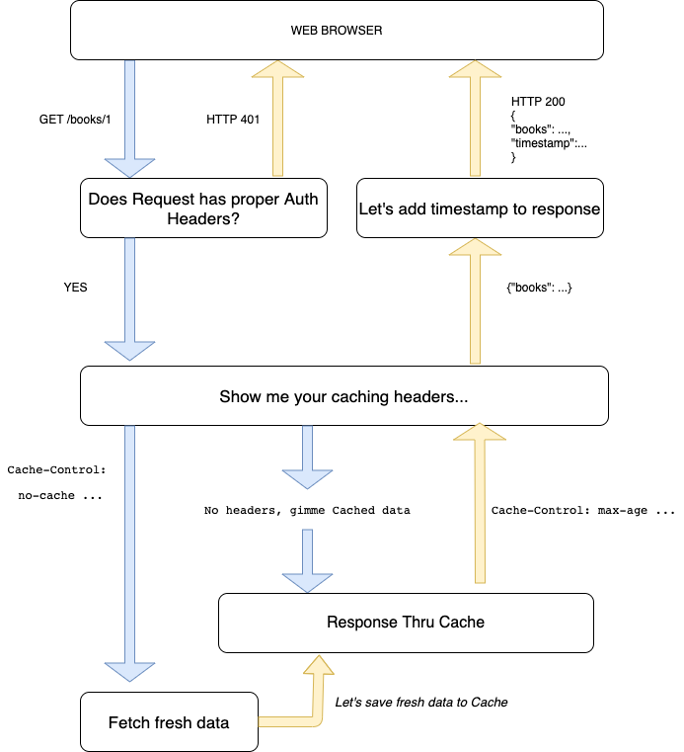 WEB BROWSER
GET /books/1
HTTP 401
HTTP 200
{
"books": ...,
"timestamp":...
}
Does Request has proper Auth
Headers?
Let's add timestamp to response
YES
{"books": ...}
Show me your caching headers...
Cache-Control:
no-cache ...
No headers, gimme Cached data
Cache-Control: max-age ...
Response Thru Cache
Let's save fresh data to Cache
Fetch fresh data